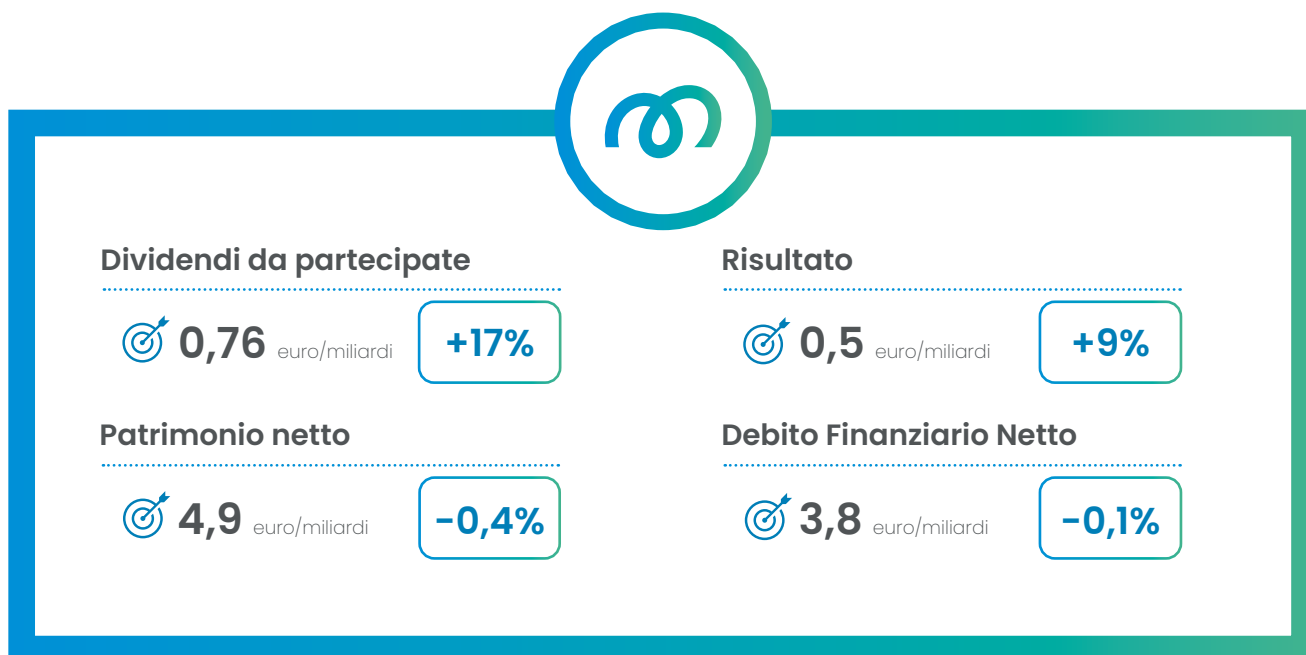 Dividendi da partecipate
0,76 euro/miliardi +17%
Risultato
0,5 euro/miliardi +9%
Patrimonio netto
4,9 euro/miliardi -0,4%
Debito Finanziario Netto
3,8 euro/miliardi -0,1%